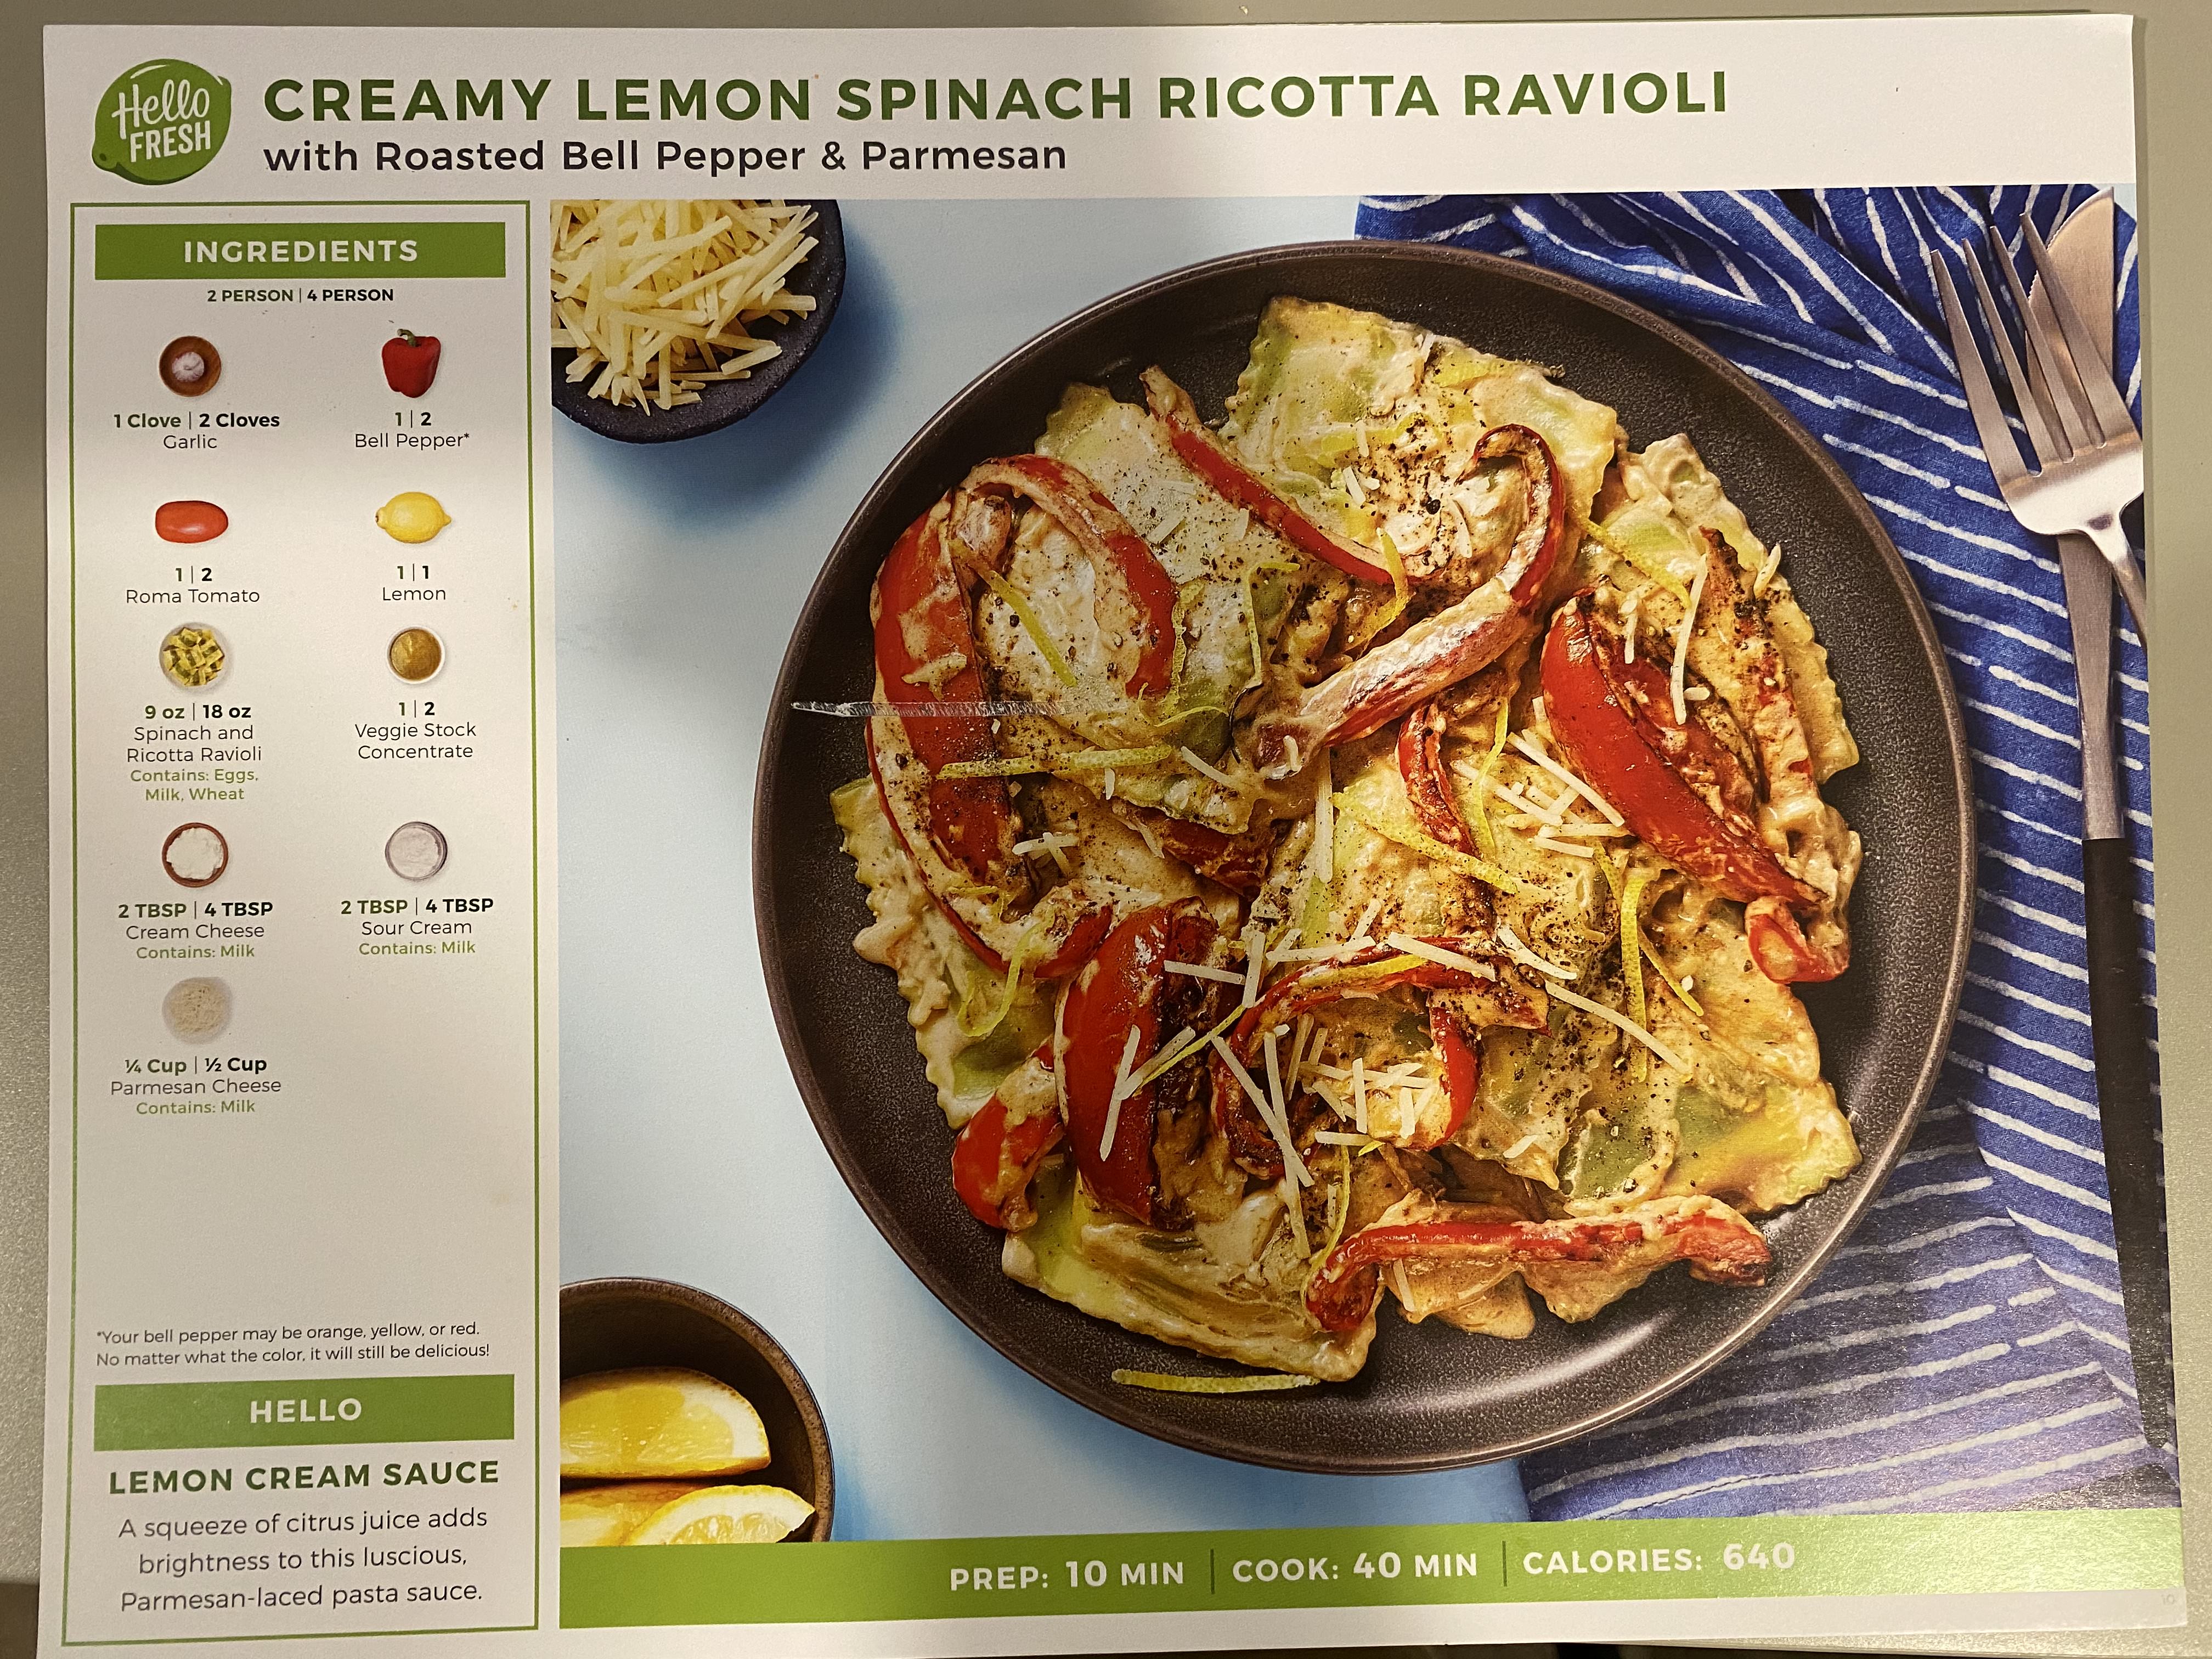 Hello
FRESH
CREAMY LEMON SPINACH RICOTTA RAVIOLI
with Roasted Bell Pepper & Parmesan
INGREDIENTS
2 PERSON | 4 PERSON
1 Clove | 2 Cloves
Garlic
1 | 2
Bell Pepper*
1 | 2
Roma Tomato
1 | 1
Lemon
9 oz | 18 oz
Spinach and
Ricotta Ravioli
Contains: Eggs,
Milk, Wheat
1 | 2
Veggie Stock
Concentrate
2 TBSP | 4 TBSP
Cream Cheese
Contains: Milk
2 TBSP | 4 TBSP
Sour Cream
Contains: Milk
¼ Cup | ½ Cup
Parmesan Cheese
Contains: Milk
*Your bell pepper may be orange, yellow, or red.
No matter what the color, it will still be delicious!
HELLO
LEMON CREAM SAUCE
A squeeze of citrus juice adds
brightness to this luscious,
Parmesan-laced pasta sauce.
PREP: 10 MIN | COOK: 40 MIN | CALORIES: 640